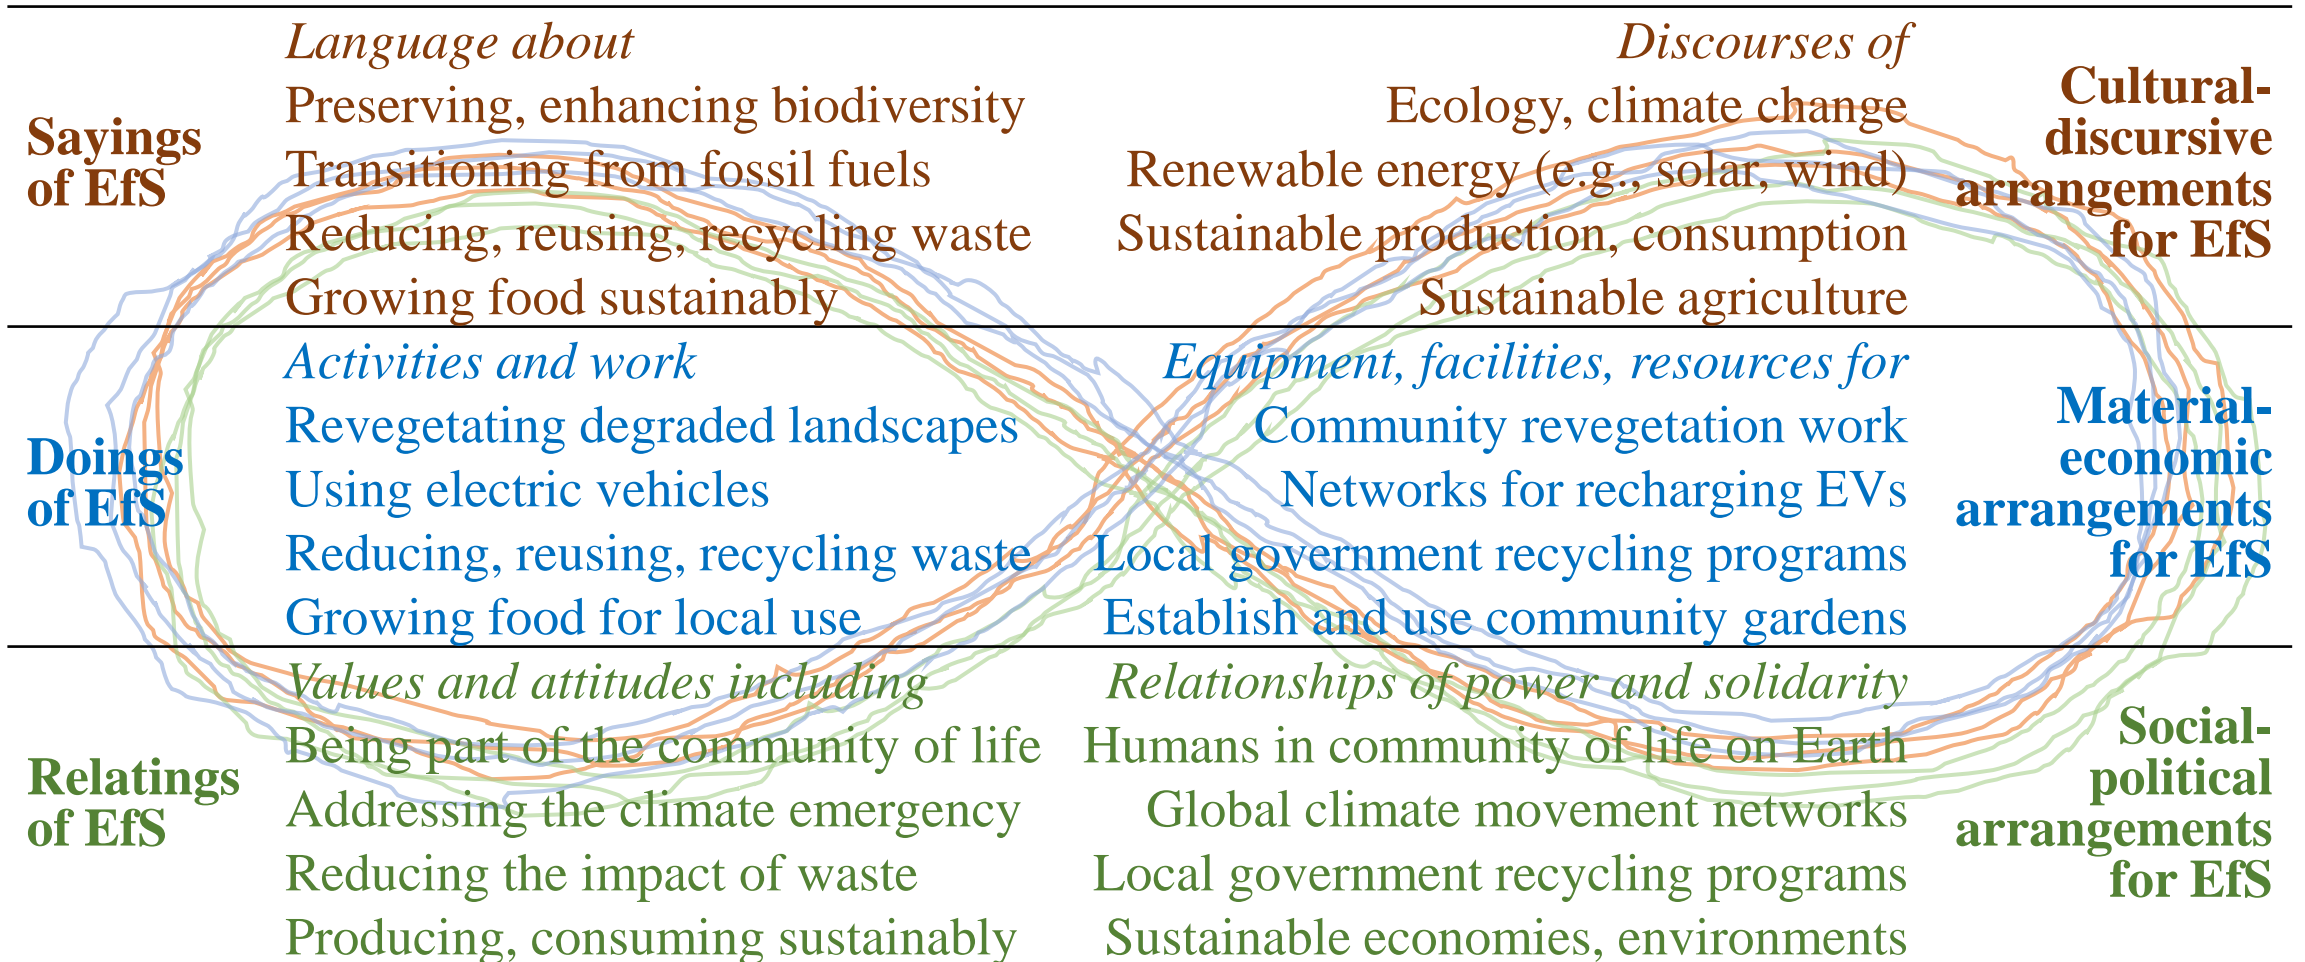 Sayings
of EfS
Language about
Preserving, enhancing biodiversity
Transitioning from fossil fuels
Reducing, reusing, recycling waste
Growing food sustainably
Discourses of
Ecology, climate change
Renewable energy (e.g., solar, wind)
Sustainable production, consumption
Sustainable agriculture
Cultural-
discursive
arrangements
for EfS
Doings
of EfS
Activities and work
Revegetating degraded landscapes
Using electric vehicles
Reducing, reusing, recycling waste
Growing food for local use
Equipment, facilities, resources for
Community revegetation work
Networks for recharging EVs
Local government recycling programs
Establish and use community gardens
Material-
economic
arrangements
for EfS
Relatings
of EfS
Values and attitudes including
Being part of the community of life
Addressing the climate emergency
Reducing the impact of waste
Producing, consuming sustainably
Relationships of power and solidarity
Humans in community of life on Earth
Global climate movement networks
Local government recycling programs
Sustainable economies, environments
Social-
political
arrangements
for EfS